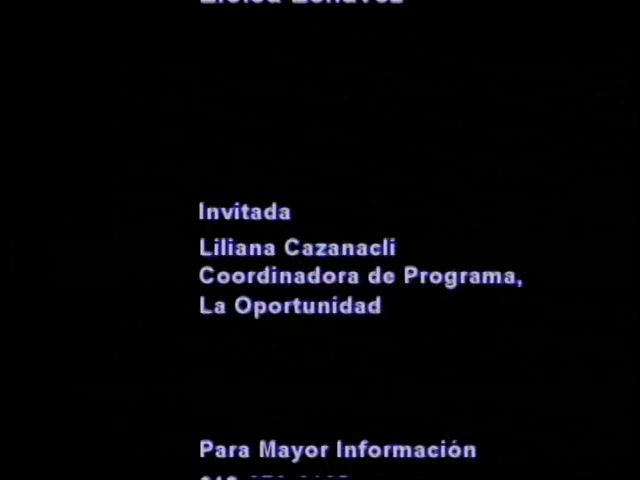 Invitada
Liliana Cazanacli
Coordinadora de Programa,
La Oportunidad
Para Mayor Información